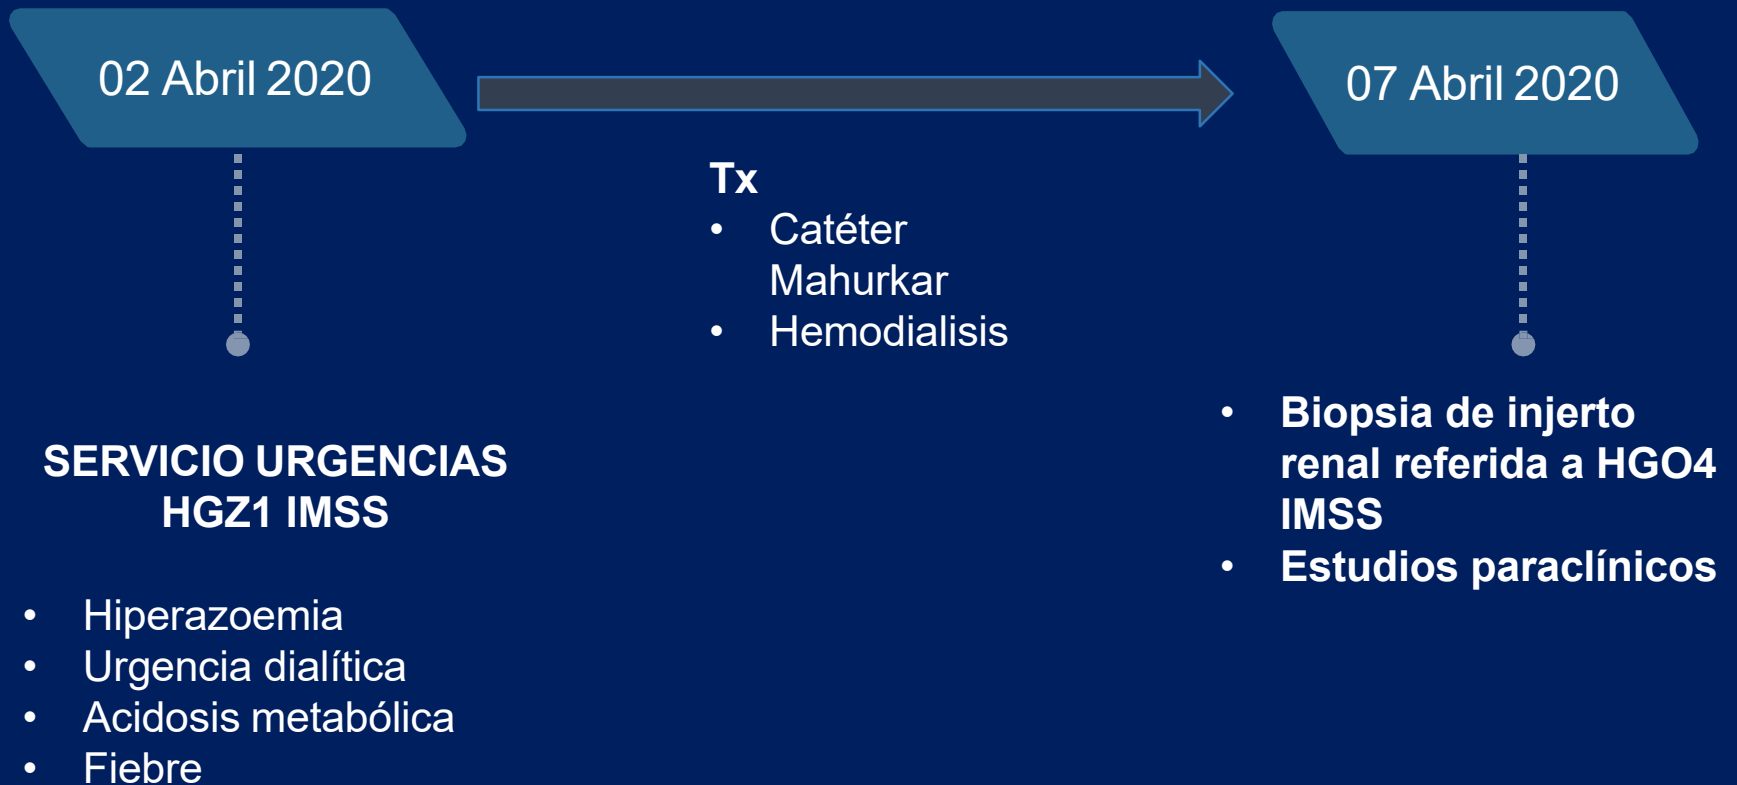 02 Abril 2020
07 Abril 2020
Tx
• Catéter
Mahurkar
• Hemodialisis
SERVICIO URGENCIAS
HGZ1 IMSS
• Hiperazoemia
• Urgencia dialítica
• Acidosis metabólica
• Fiebre
• Biopsia de injerto
renal referida a HGO4
IMSS
• Estudios paraclínicos